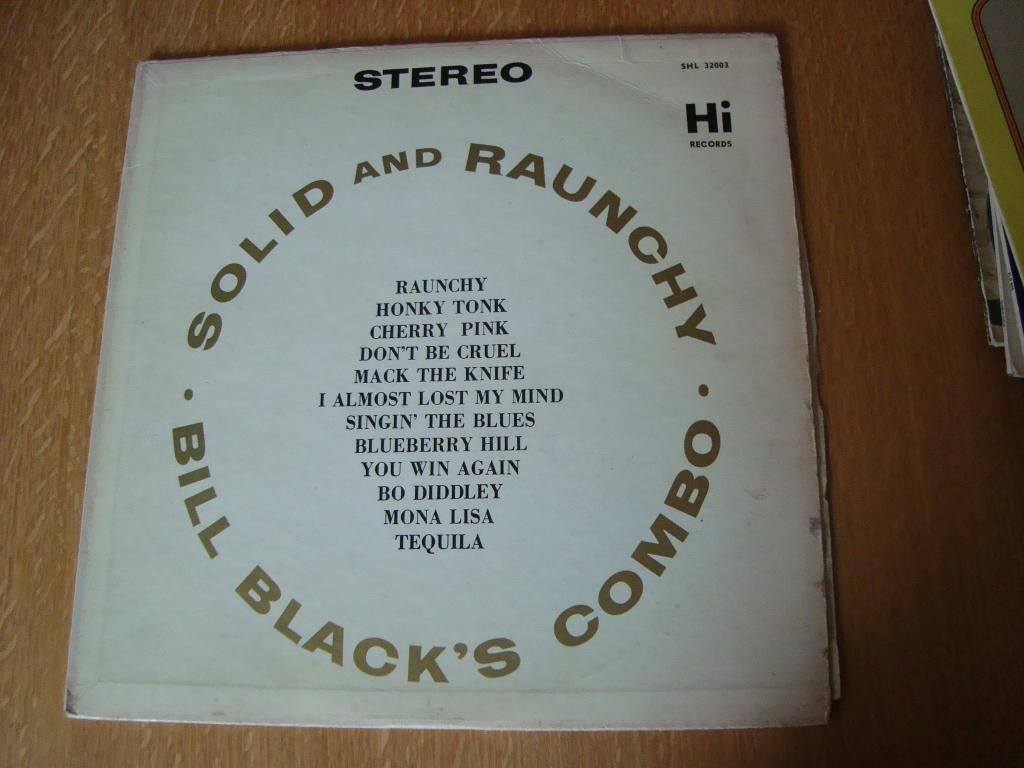 STEREO
SHL 32003
Hi
RECORDS
SOLID AND RAUNCHY
RAUNCHY
HONKY TONK
CHERRY PINK
DON'T BE CRUEL
MACK THE KNIFE
I ALMOST LOST MY MIND
SINGIN' THE BLUES
BLUEBERRY HILL
YOU WIN AGAIN
BO DIDDLEY
MONA LISA
TEQUILA
• BILL BLACK'S COMBO •